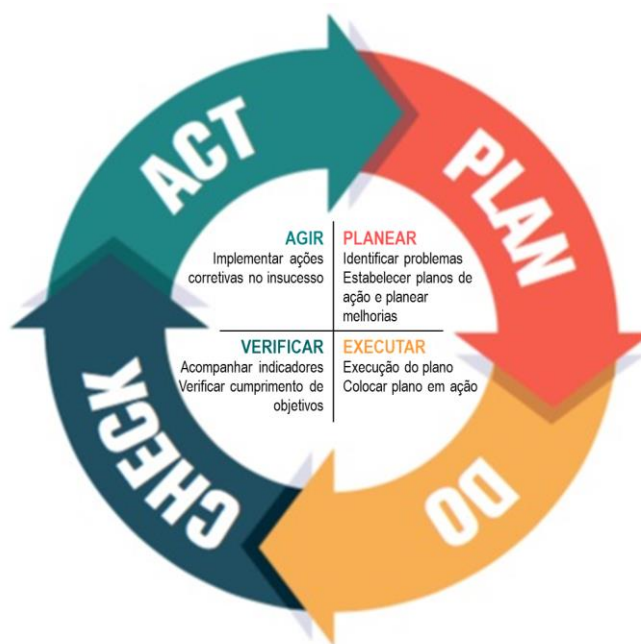 ACT
PLAN
AGIR
Implementar ações
corretivas no insucesso
PLANEAR
Identificar problemas
Estabelecer planos de
ação e planear
melhorias
VERIFICAR
Acompanhar indicadores
Verificar cumprimento de
objetivos
EXECUTAR
Execução do plano
Colocar plano em ação
CHECK
DO